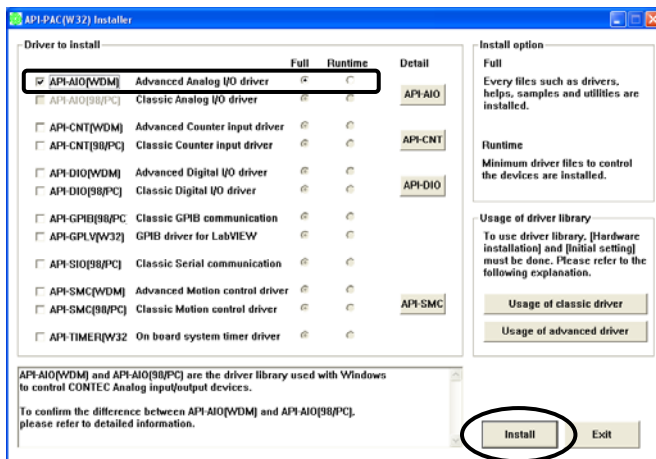 API-PAC(W32) Installer
Driver to install
Full Runtime Detail
API-AIO(WDM) Advanced Analog I/O driver
API-AIO(98/PC) Classic Analog I/O driver
API-AIO
API-CNT(WDM) Advanced Counter input driver
API-CNT(98/PC) Classic Counter input driver
API-CNT
API-DIO(WDM) Advanced Digital I/O driver
API-DIO(98/PC) Classic Digital I/O driver
API-DIO
API-GPIB(98/PC Classic GPIB communication
API-GPLV(W32) GPIB driver for LabVIEW
API-SIO(98/PC) Classic Serial communication
API-SMC(WDM) Advanced Motion control driver
API-SMC(98/PC) Classic Motion control driver
API-SMC
API-TIMER(W32 On board system timer driver
Install option
Full
Every files such as drivers,
helps, samples and utilities are
installed.
Runtime
Minimum driver files to control
the devices are installed.
Usage of driver library
To use driver library, [Hardware
installation] and [Initial setting]
must be done. Please refer to the
following explanation.
Usage of classic driver
Usage of advanced driver
API-AIO(WDM) and API-AIO(98/PC) are the driver library used with Windows
to control CONTEC Analog input/output devices.
To confirm the difference between API-AIO(WDM) and API-AIO(98/PC),
please refer to detailed information.
Install Exit